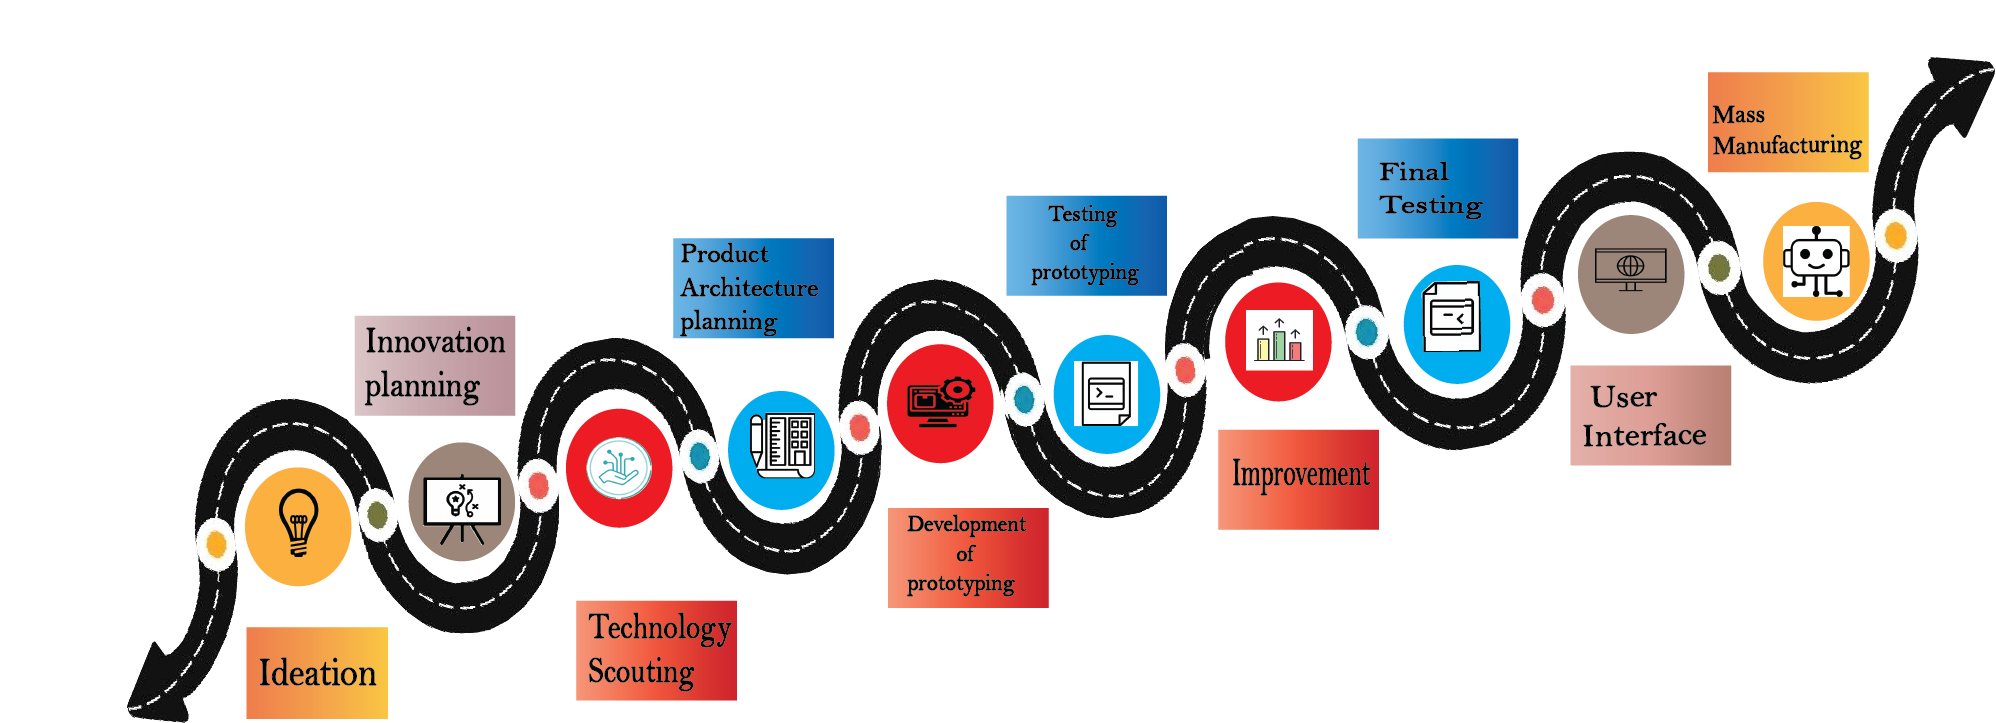 Ideation
Innovation
planning
Technology
Scouting
Product
Architecture
planning
Development
of
prototyping
Testing
of
prototyping
Improvement
Final
Testing
User
Interface
Mass
Manufacturing